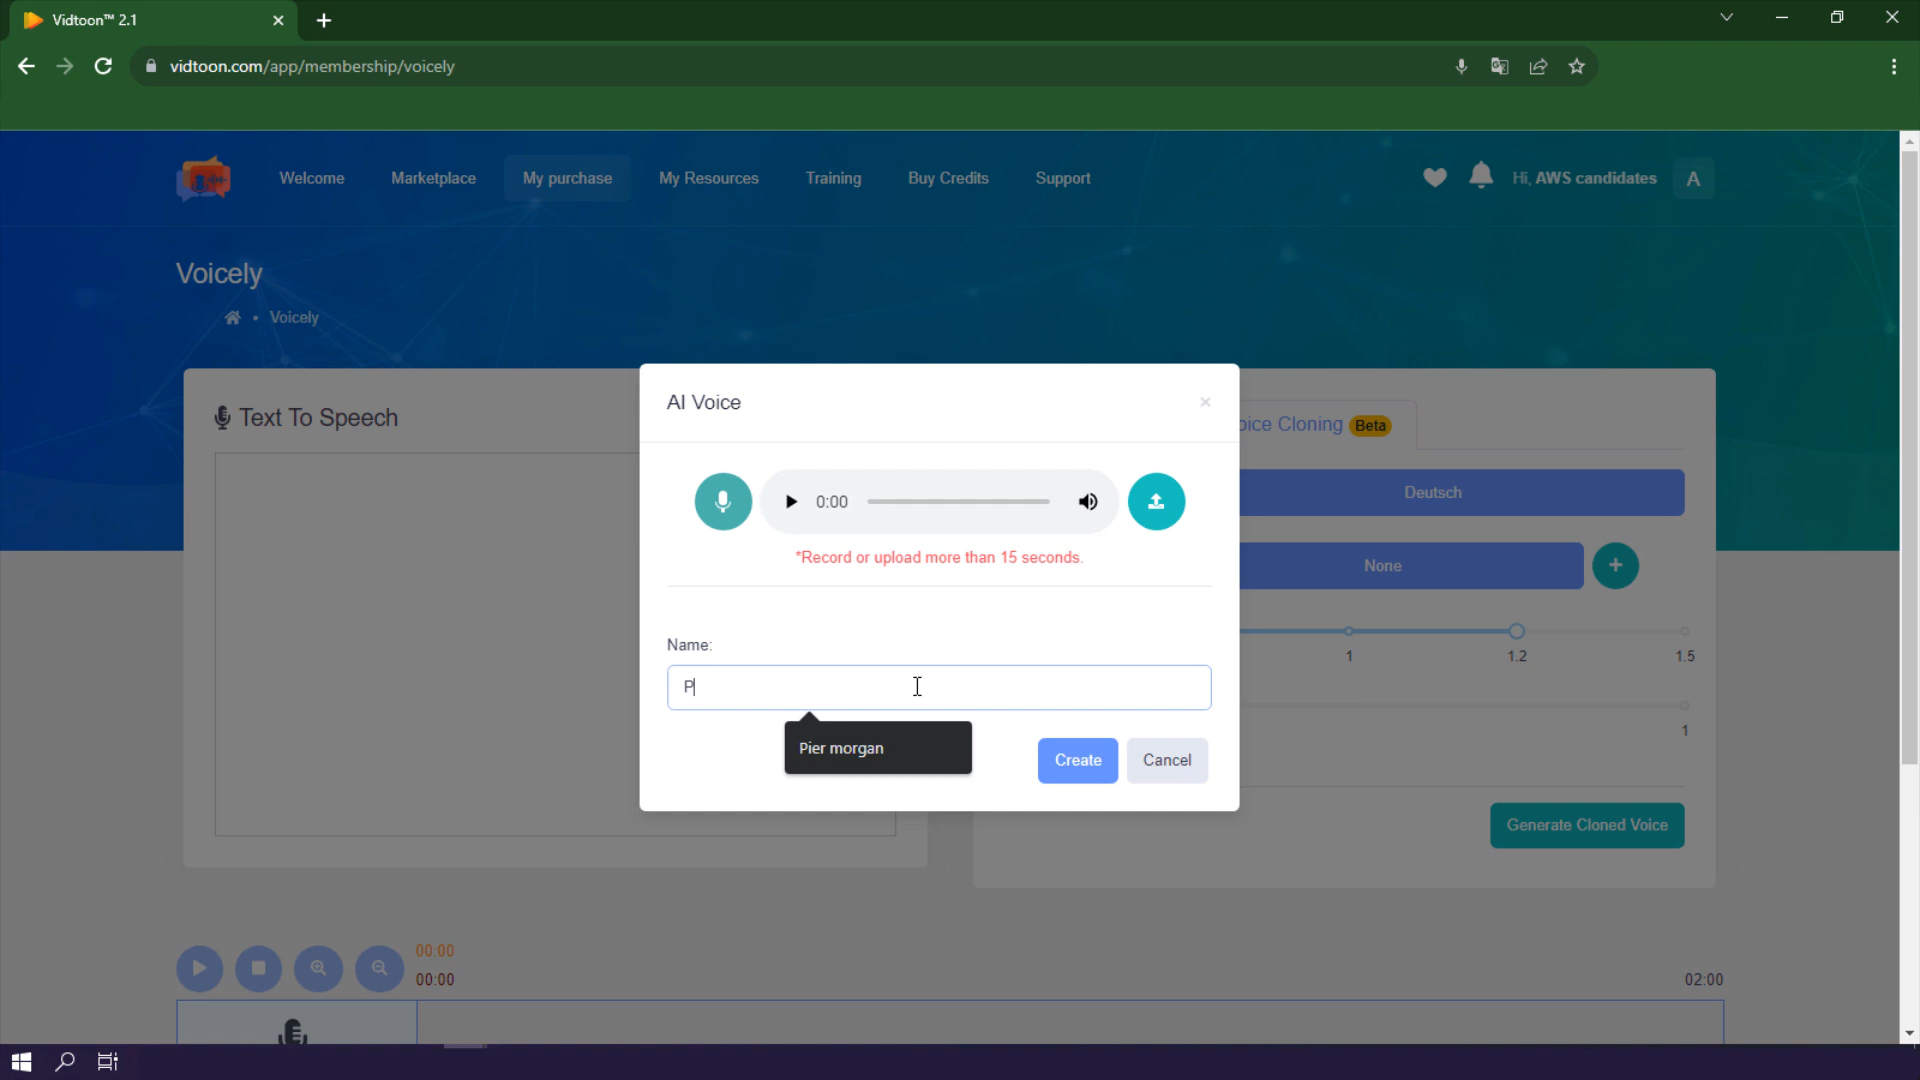 Vidtoon™ 2.1
vidtoon.com/app/membership/voicely
Welcome
Marketplace
My purchase
My Resources
Training
Buy Credits
Support
Hi, AWS candidates
A
Voicely
Voicely
Text To Speech
AI Voice
0:00
*Record or upload more than 15 seconds.
Name:
P
Pier morgan
Create
Cancel
oice Cloning
Beta
Deutsch
None
1
1.2
1.5
1
Generate Cloned Voice
00:00
00:00
02:00